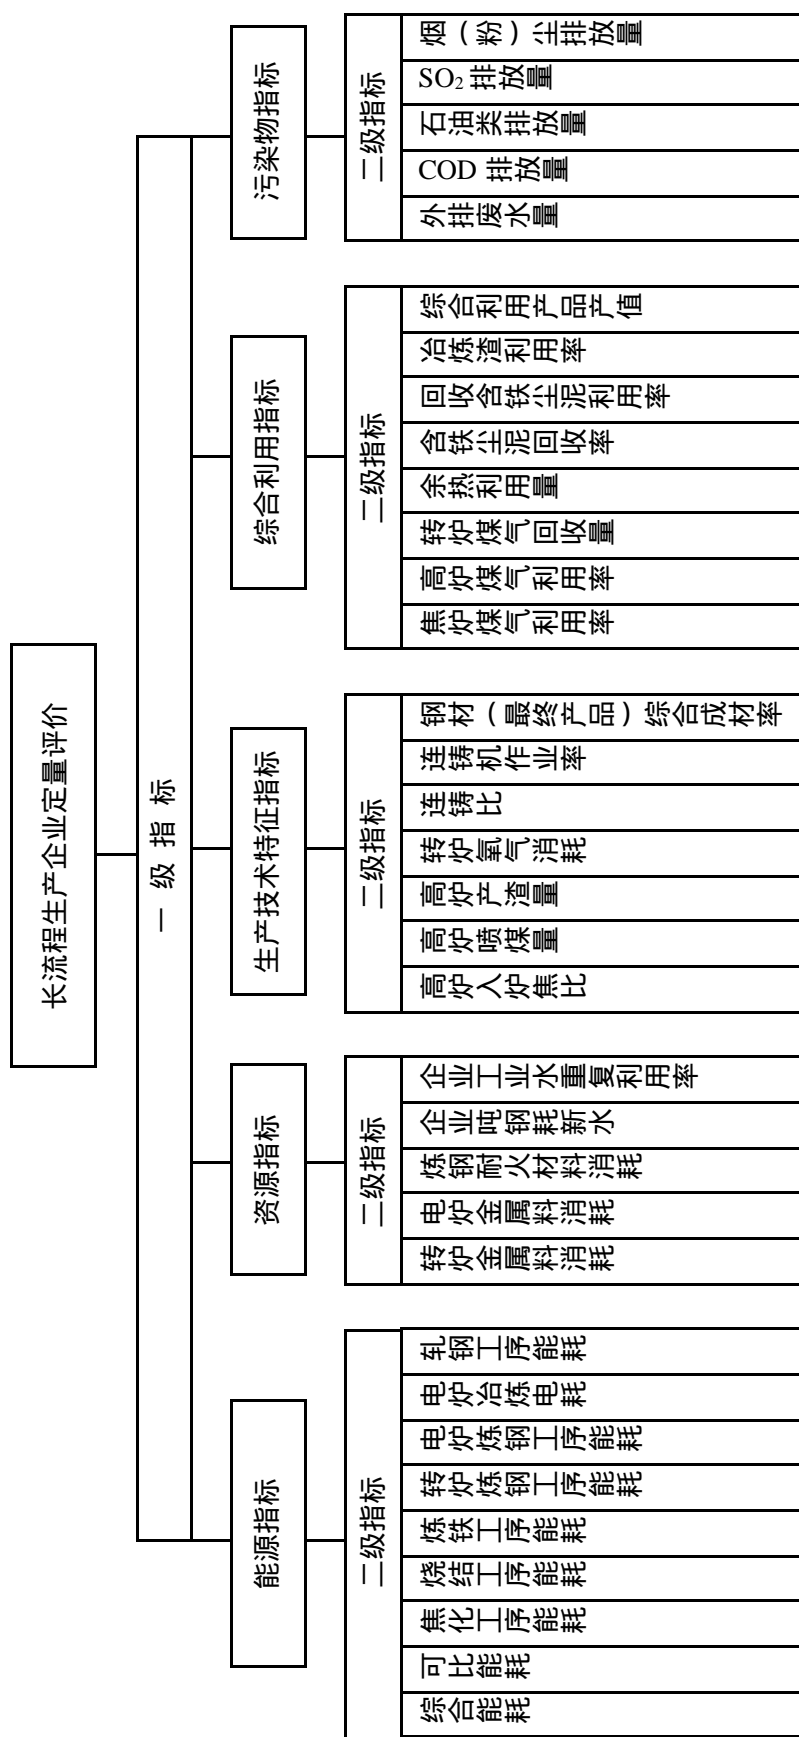 长流程生产企业定量评价
一级指标
能源指标
二级指标
综合能耗
可比能耗
焦化工序能耗
烧结工序能耗
炼铁工序能耗
转炉炼钢工序能耗
电炉炼钢工序能耗
电炉冶炼电耗
轧钢工序能耗
资源指标
二级指标
转炉金属料消耗
电炉金属料消耗
炼钢耐火材料消耗
企业吨钢耗新水
企业工业水重复利用率
生产技术特征指标
二级指标
高炉入炉焦比
高炉喷煤量
高炉产渣量
转炉氧气消耗
连铸比
连铸机作业率
钢材（最终产品）综合成材率
综合利用指标
二级指标
焦炉煤气利用率
高炉煤气利用率
转炉煤气回收量
余热利用量
含铁尘泥回收率
回收含铁尘泥利用率
冶炼渣利用率
综合利用产品产值
污染物指标
二级指标
外排废水量
COD 排放量
石油类排放量
SO₂ 排放量
烟（粉）尘排放量